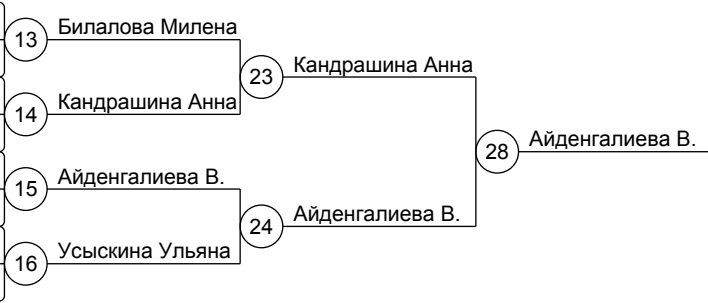 13 Билалова Милена
23 Кандрашина Анна
14 Кандрашина Анна
28 Айденгалиева В.
15 Айденгалиева В.
24 Айденгалиева В.
16 Усыскина Ульяна